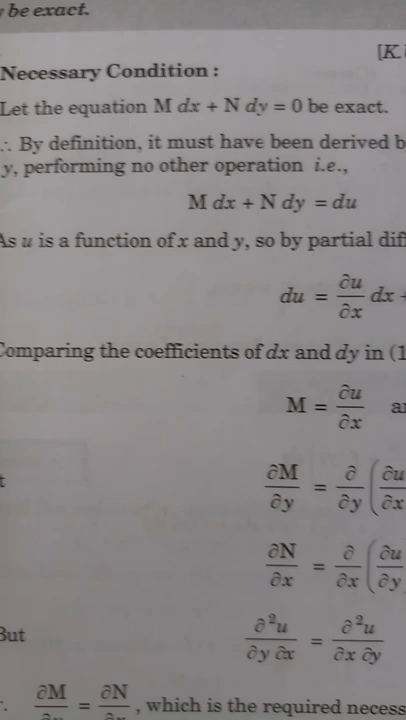 be exact.
[K.
Necessary Condition :
Let the equation M dx + N dy = 0 be exact.
∴ By definition, it must have been derived b
y, performing no other operation i.e.,
M dx + N dy = du
As u is a function of x and y, so by partial dif
du = ∂u/∂x dx +
Comparing the coefficients of dx and dy in (1
M = ∂u/∂x a
∂M/∂y = ∂/∂y (∂u/∂x
∂N/∂x = ∂/∂x (∂u/∂y
But ∂²u/∂y ∂x = ∂²u/∂x ∂y
∂M = ∂N , which is the required necess